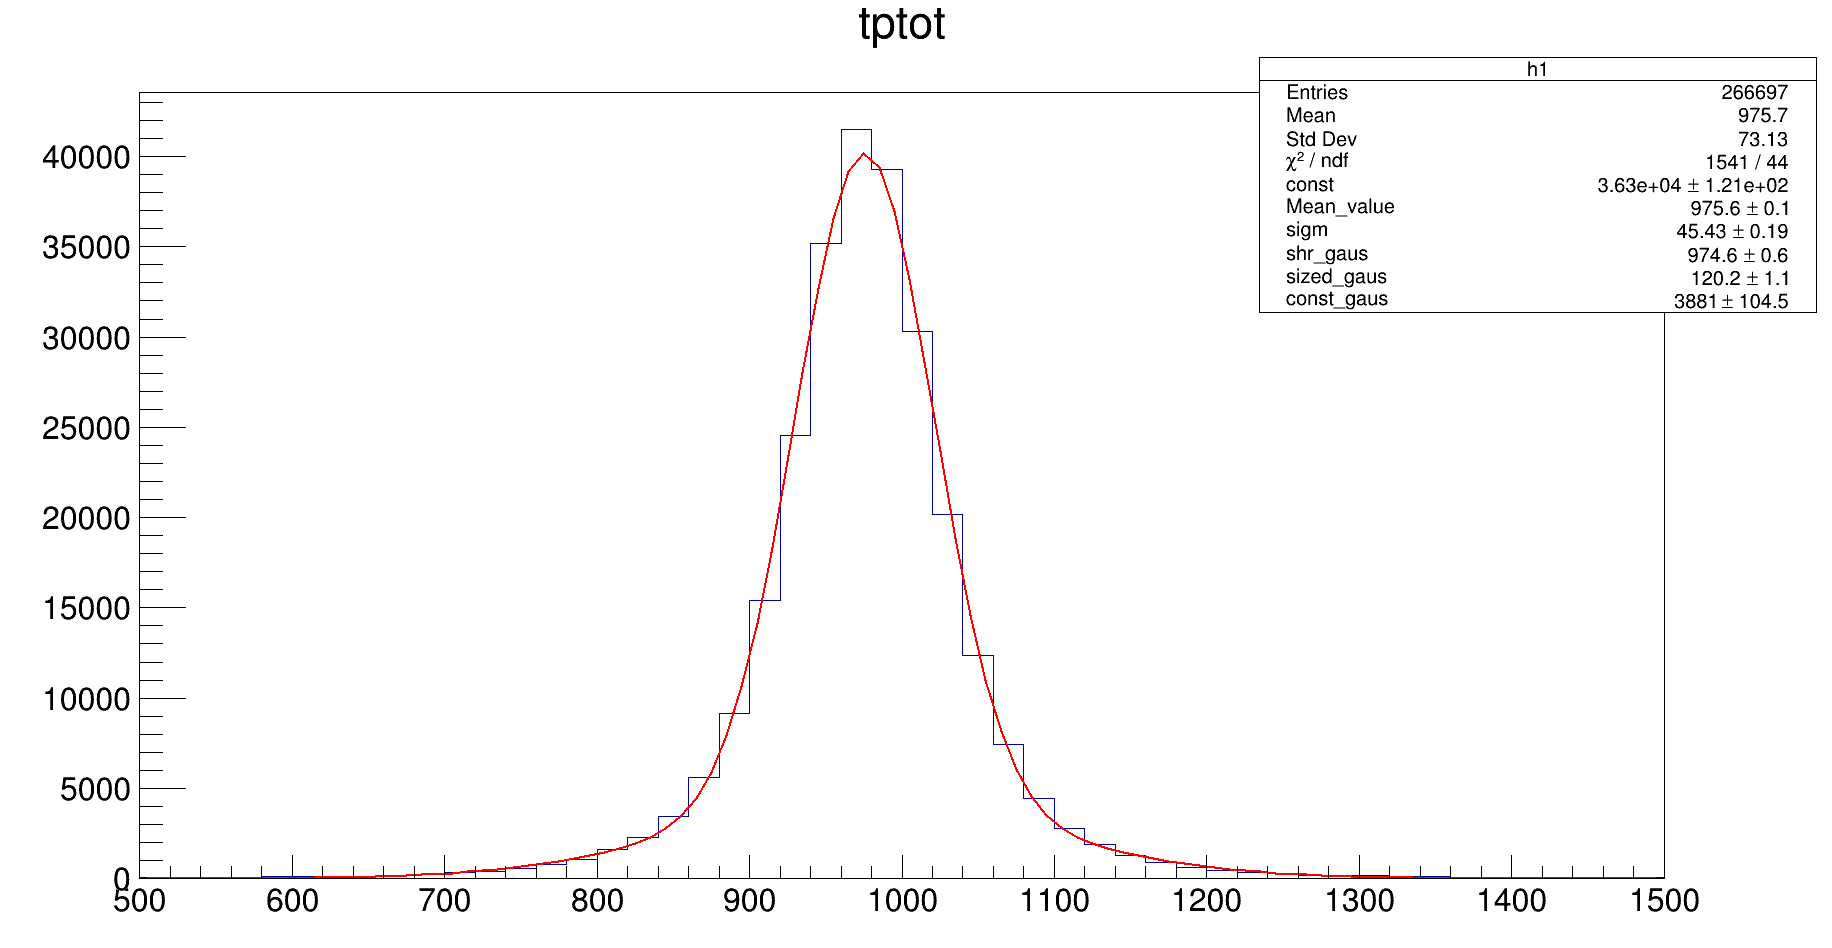 tptot
h1
Entries 266697
Mean 975.7
Std Dev 73.13
χ² / ndf 1541 / 44
const 3.63e+04 ± 1.21e+02
Mean_value 975.6 ± 0.1
sigm 45.43 ± 0.19
shr_gaus 974.6 ± 0.6
sized_gaus 120.2 ± 1.1
const_gaus 3881 ± 104.5
40000
35000
30000
25000
20000
15000
10000
5000
0
500 600 700 800 900 1000 1100 1200 1300 1400 1500